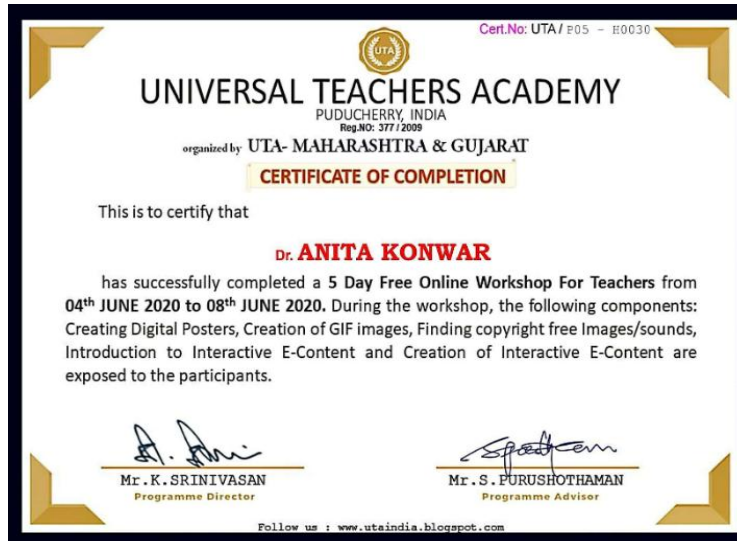 Cert.No: UTA / P05 - H0030
UTA
UNIVERSAL TEACHERS ACADEMY
PUDUCHERRY, INDIA
Reg.NO: 377 / 2009
organized by UTA- MAHARASHTRA & GUJARAT
CERTIFICATE OF COMPLETION
This is to certify that
Dr. ANITA KONWAR
has successfully completed a 5 Day Free Online Workshop For Teachers from
04th JUNE 2020 to 08th JUNE 2020. During the workshop, the following components:
Creating Digital Posters, Creation of GIF images, Finding copyright free Images/sounds,
Introduction to Interactive E-Content and Creation of Interactive E-Content are
exposed to the participants.
Mr.K.SRINIVASAN
Programme Director
Mr.S.PURUSHOTHAMAN
Programme Advisor
Follow us : www.utaindia.blogspot.com